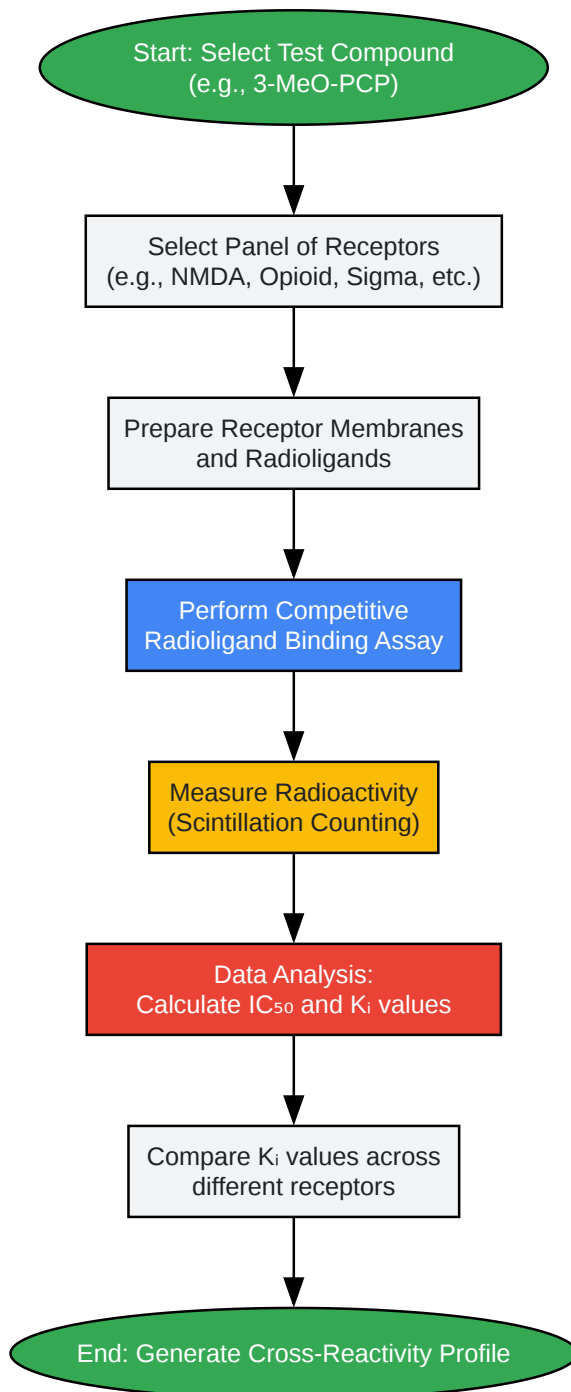 Start: Select Test Compound
(e.g., 3-MeO-PCP)
Select Panel of Receptors
(e.g., NMDA, Opioid, Sigma, etc.)
Prepare Receptor Membranes
and Radioligands
Perform Competitive
Radioligand Binding Assay
Measure Radioactivity
(Scintillation Counting)
Data Analysis:
Calculate IC₅₀ and Kᵢ values
Compare Kᵢ values across
different receptors
End: Generate Cross-Reactivity Profile